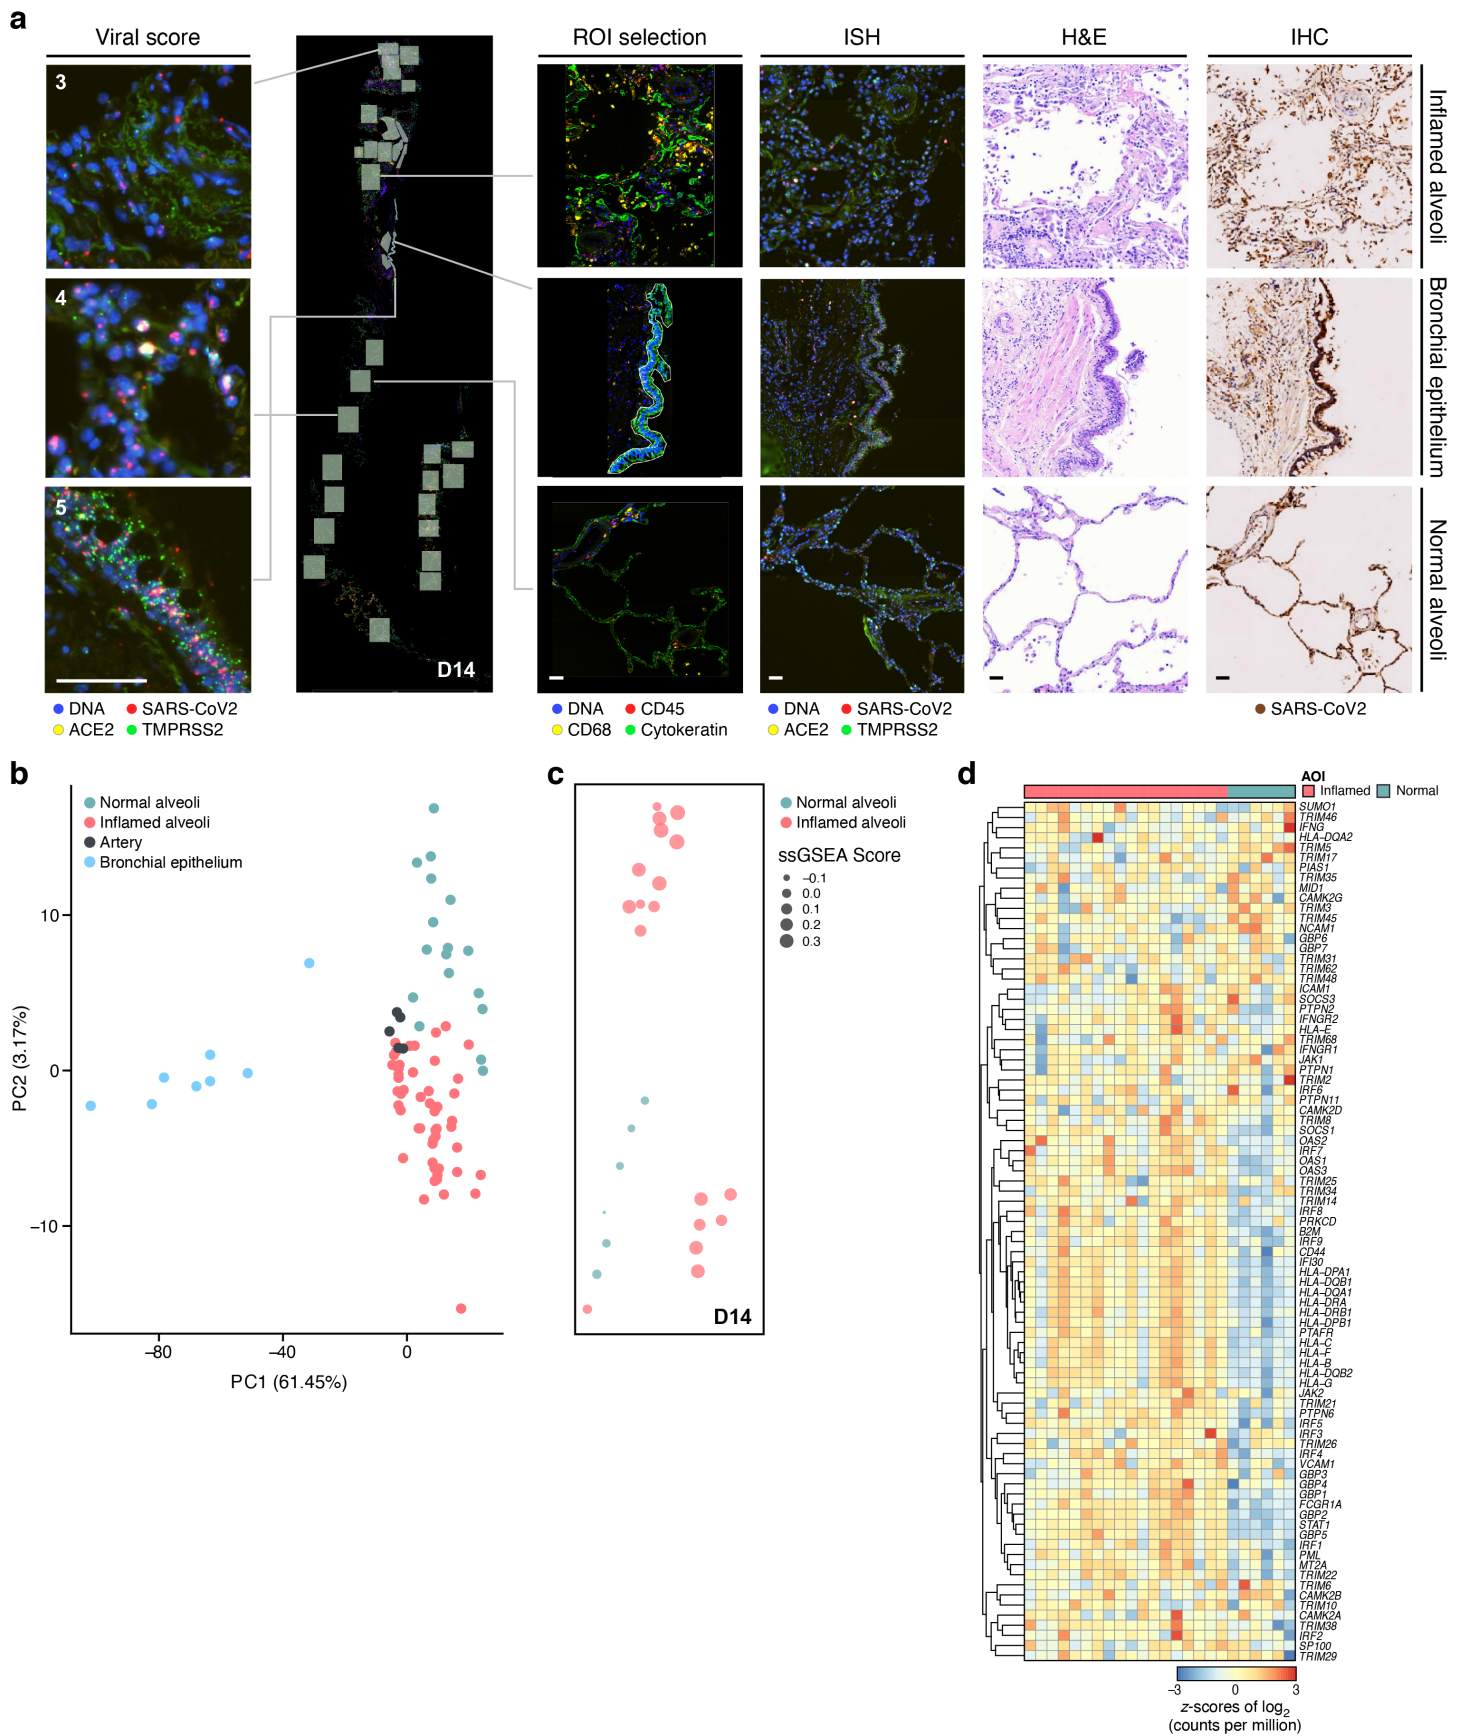 a
Viral score
ROI selection
ISH
H&E
IHC
3
4
5
D14
Inflamed alveoli
Bronchial epithelium
Normal alveoli
DNA
SARS-CoV2
ACE2
TMPRSS2
DNA
CD45
CD68
Cytokeratin
DNA
SARS-CoV2
ACE2
TMPRSS2
SARS-CoV2
b
Normal alveoli
Inflamed alveoli
Artery
Bronchial epithelium
10
0
−10
PC2 (3.17%)
−80
−40
0
PC1 (61.45%)
c
D14
Normal alveoli
Inflamed alveoli
ssGSEA Score
−0.1
0.0
0.1
0.2
0.3
d
AOI
Inflamed
Normal
SUMO1
TRIM46
IFNG
HLA−DQA2
TRIM5
TRIM17
PIAS1
TRIM35
MID1
CAMK2G
TRIM3
TRIM45
NCAM1
GBP6
GBP7
TRIM31
TRIM62
TRIM48
ICAM1
SOCS3
PTPN2
IFNGR2
HLA−E
TRIM68
IFNGR1
JAK1
PTPN1
TRIM2
IRF6
PTPN11
CAMK2D
TRIM8
SOCS1
OAS2
IRF7
OAS1
OAS3
TRIM25
TRIM34
TRIM14
IRF8
PRKCD
B2M
IRF9
CD44
IFI30
HLA−DPA1
HLA−DQB1
HLA−DQA1
HLA−DRA
HLA−DRB1
HLA−DPB1
PTAFR
HLA−C
HLA−F
HLA−B
HLA−DQB2
HLA−G
JAK2
TRIM21
PTPN6
IRF5
IRF3
TRIM26
IRF4
VCAM1
GBP3
GBP4
GBP1
FCGR1A
GBP2
STAT1
GBP5
IRF1
PML
MT2A
TRIM22
TRIM6
CAMK2B
TRIM10
CAMK2A
TRIM38
IRF2
SP100
TRIM29
−3
0
3
z-scores of log2
(counts per million)